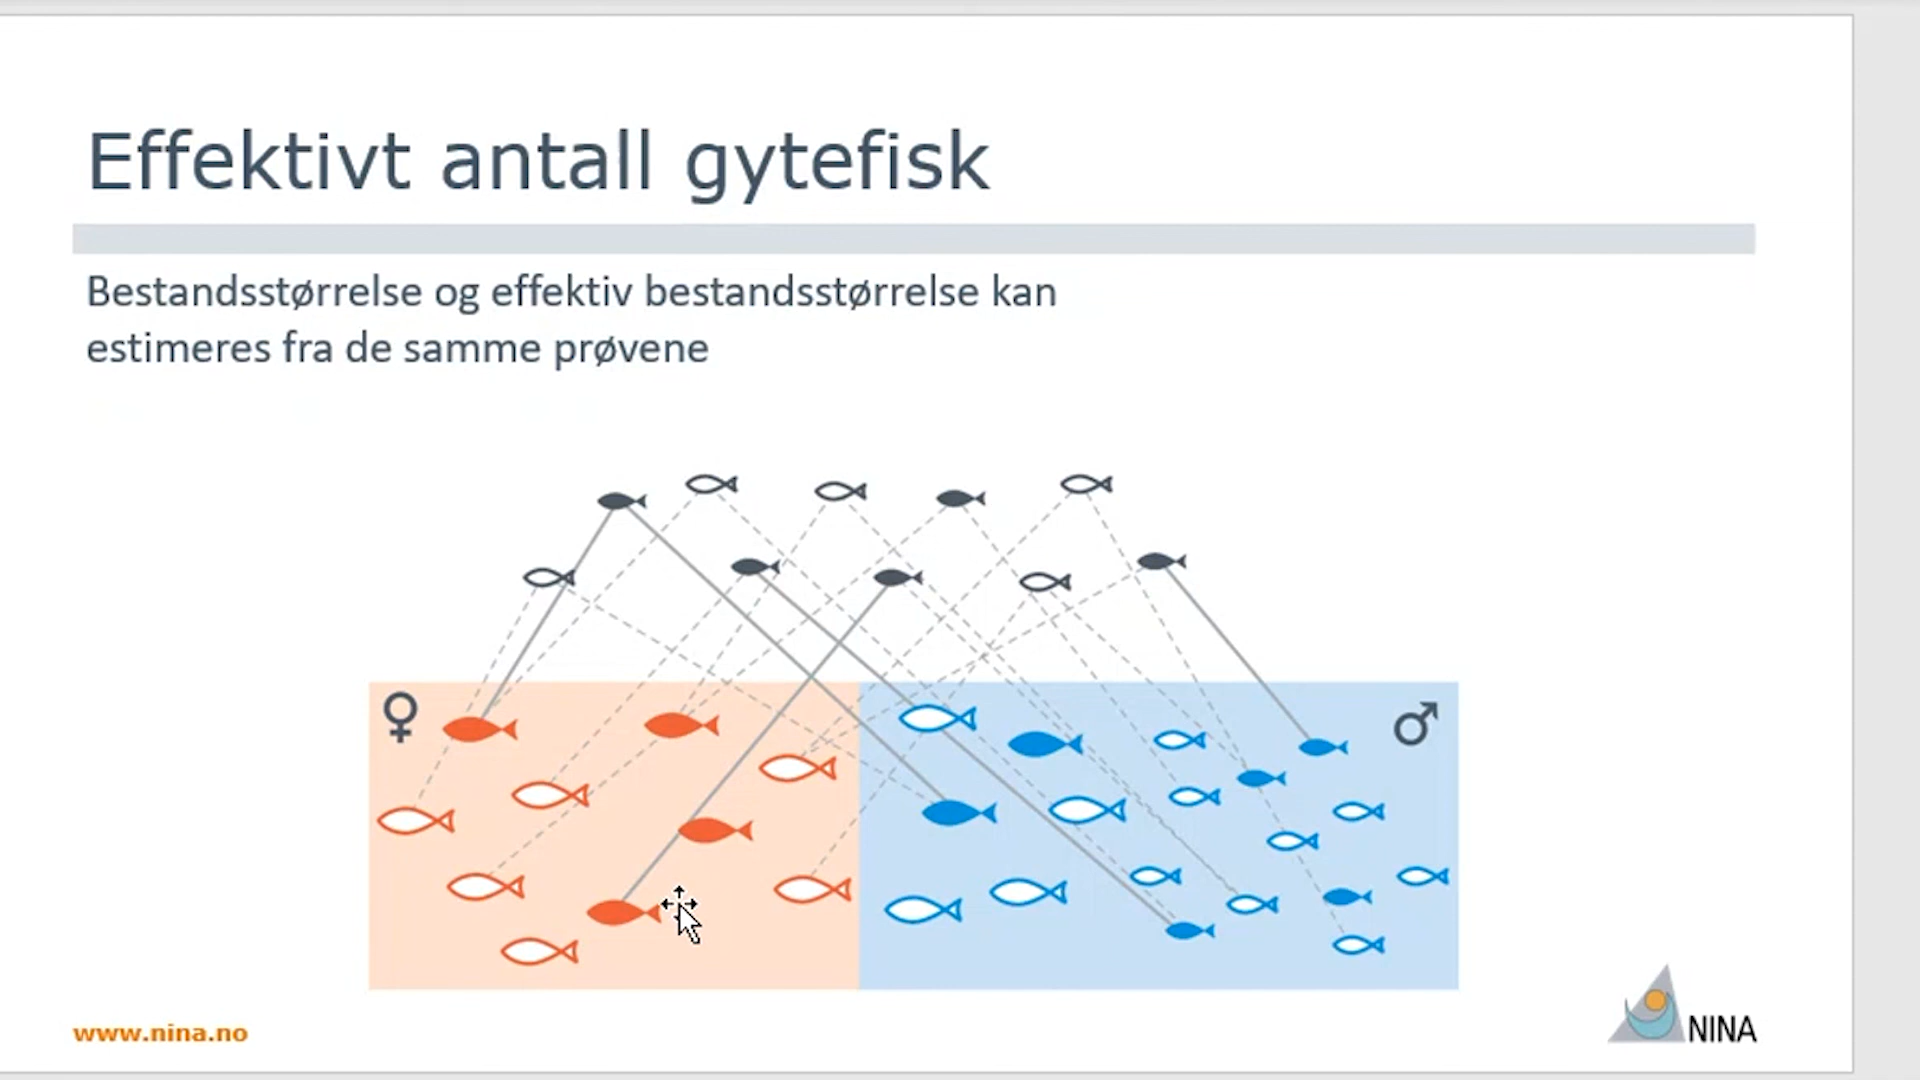 Effektivt antall gytefisk
Bestandsstørrelse og effektiv bestandsstørrelse kan
estimeres fra de samme prøvene
♀
♂
www.nina.no
NINA